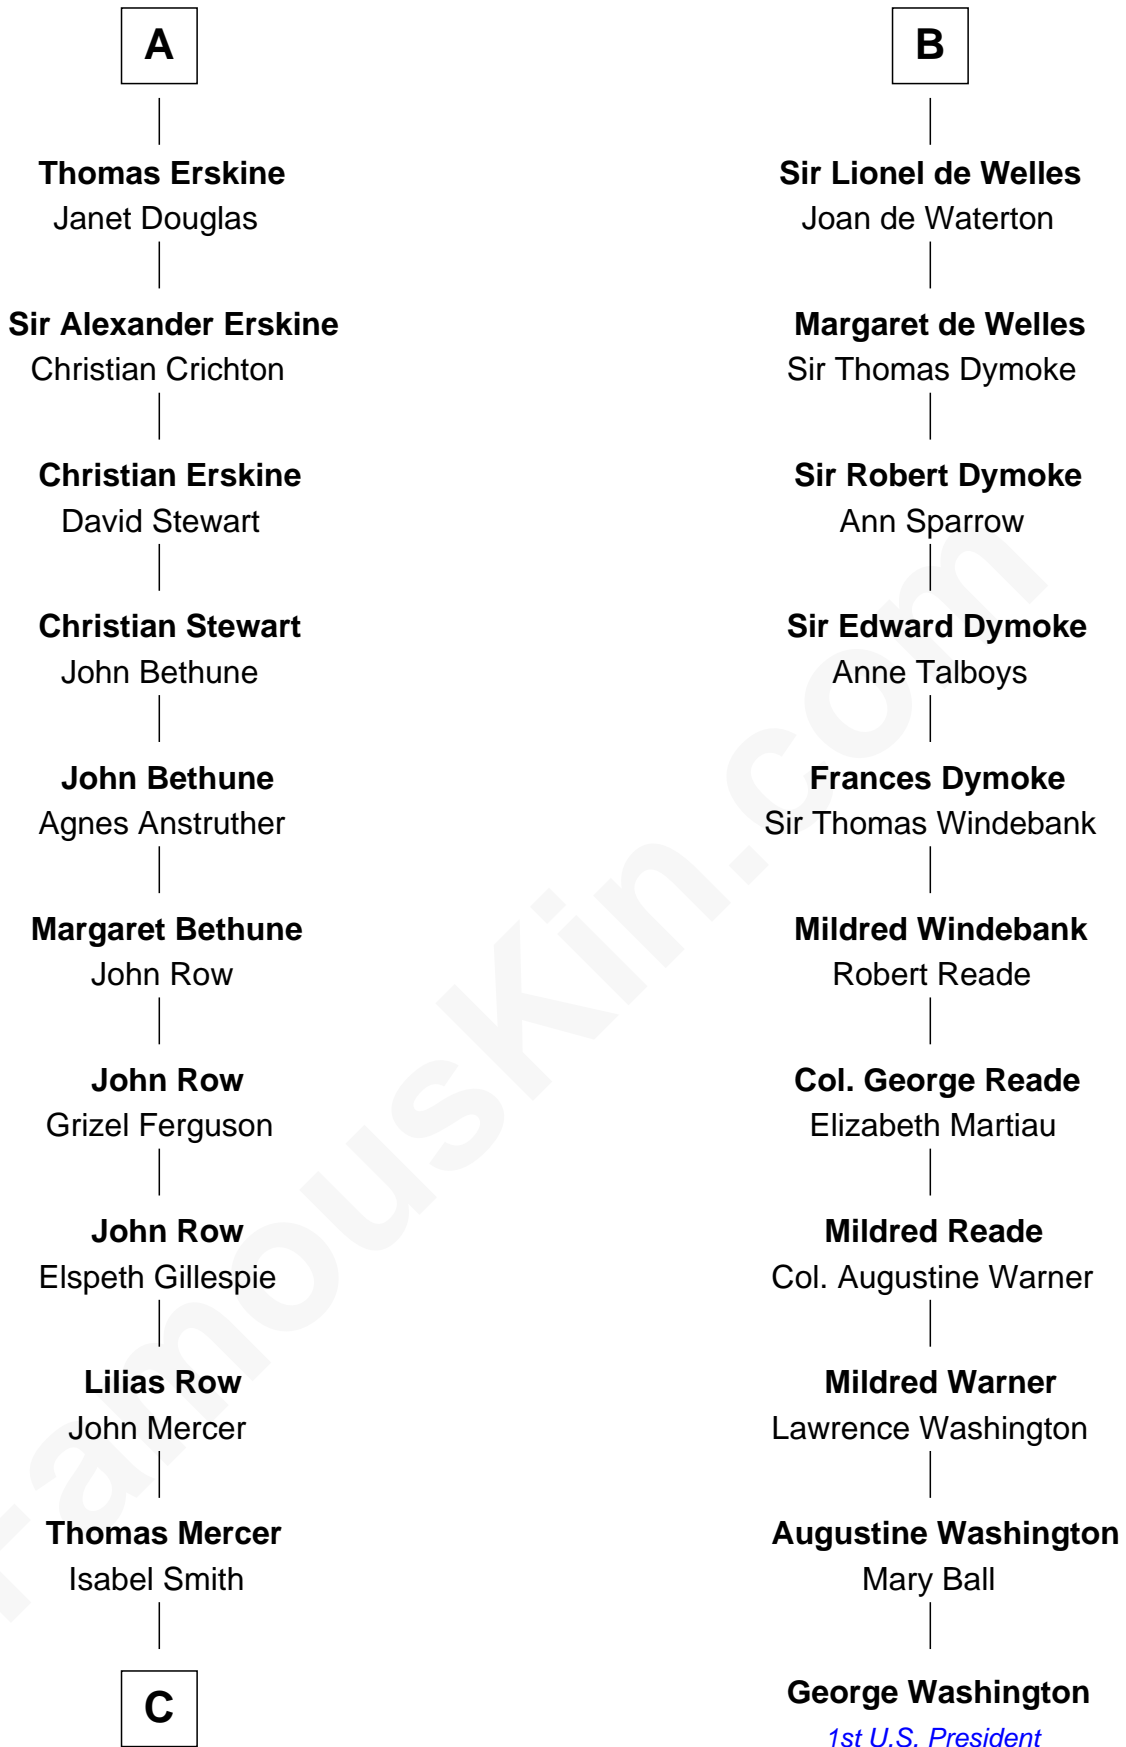 A
Thomas Erskine
Janet Douglas
Sir Alexander Erskine
Christian Crichton
Christian Erskine
David Stewart
Christian Stewart
John Bethune
John Bethune
Agnes Anstruther
Margaret Bethune
John Row
John Row
Grizel Ferguson
John Row
Elspeth Gillespie
Lilias Row
John Mercer
Thomas Mercer
Isabel Smith
C
B
Sir Lionel de Welles
Joan de Waterton
Margaret de Welles
Sir Thomas Dymoke
Sir Robert Dymoke
Ann Sparrow
Sir Edward Dymoke
Anne Talboys
Frances Dymoke
Sir Thomas Windebank
Mildred Windebank
Robert Reade
Col. George Reade
Elizabeth Martiau
Mildred Reade
Col. Augustine Warner
Mildred Warner
Lawrence Washington
Augustine Washington
Mary Ball
George Washington
1st U.S. President
FamousKin.com